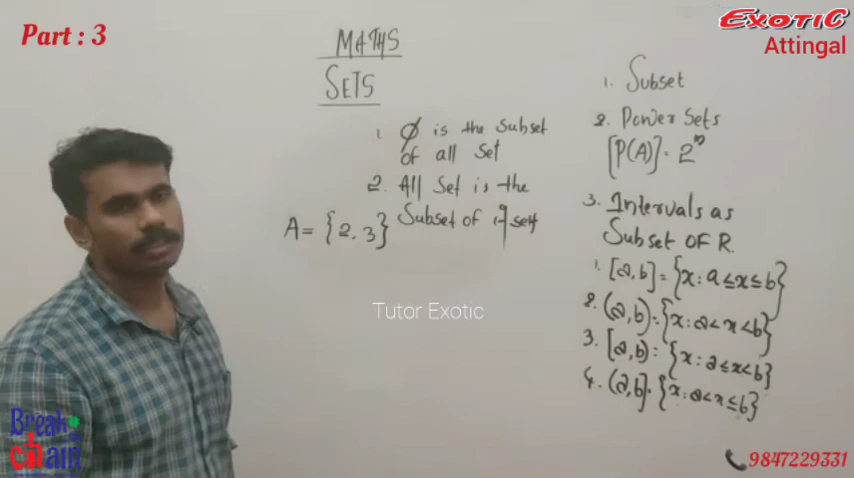 Part : 3
EXOTIC
Attingal
MATHS
SETS
1. Φ is the Subset
of all Set
2. All Set is the
Subset of itself
A = {2, 3}
1. Subset
2. Power Sets
[P(A)] = 2ⁿ
3. Intervals as
Subset OF R.
1. [a, b] = {x : a ≤ x ≤ b}
2. (a, b) = {x : a < x < b}
3. [a, b) = {x : a ≤ x < b}
4. (a, b] = {x : a < x ≤ b}
Tutor Exotic
Break
chain
9847229331